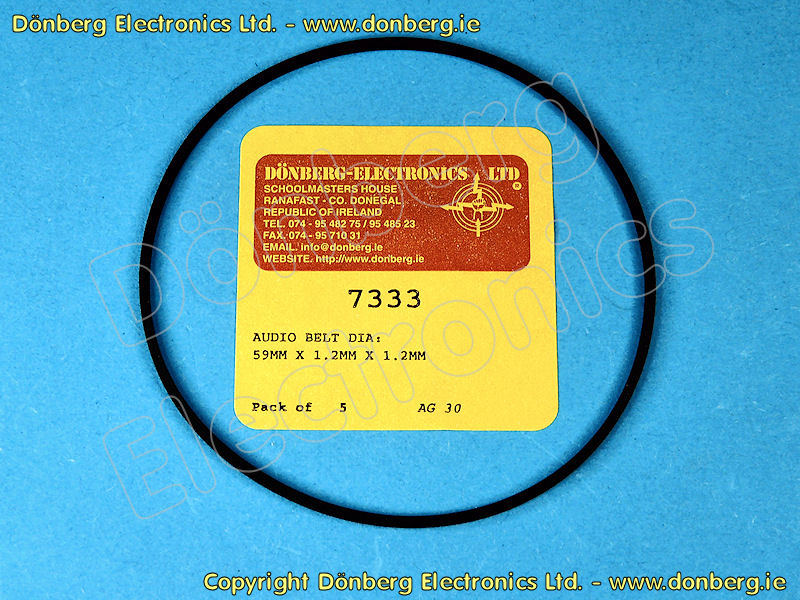 Dönberg Electronics Ltd. - www.donberg.ie
DÖNBERG-ELECTRONICS LTD
®
SCHOOLMASTERS HOUSE
RANAFAST - CO. DONEGAL
REPUBLIC OF IRELAND
TEL. 074 - 95 482 75 / 95 485 23
FAX. 074 - 95 710 31
EMAIL. info@donberg.ie
WEBSITE. http://www.donberg.ie
7333
AUDIO BELT DIA:
59MM X 1.2MM X 1.2MM
Pack of 5 AG 30
Dönberg
Electronics
Copyright Dönberg Electronics Ltd. - www.donberg.ie